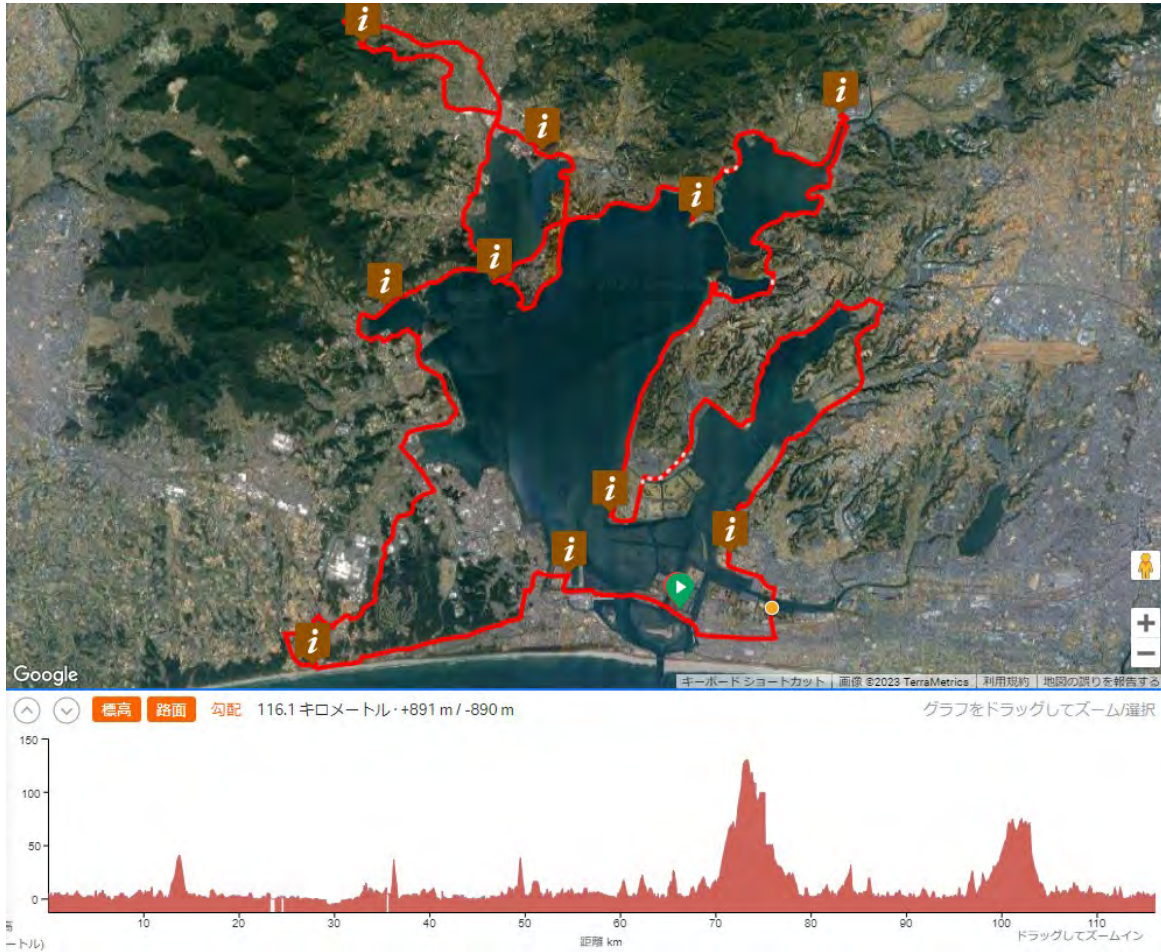 i
i
i
i
i
i
i
i
i
i
Google
キーボード ショートカット
画像 ©2023 TerraMetrics
利用規約
地図の誤りを報告する
標高
路面
勾配
116.1 キロメートル · +891 m / -890 m
グラフをドラッグしてズーム/選択
150
100
50
0
10 20 30 40 50 60 70 80 90 100 110
ートル)
距離 km
ドラッグしてズームイン